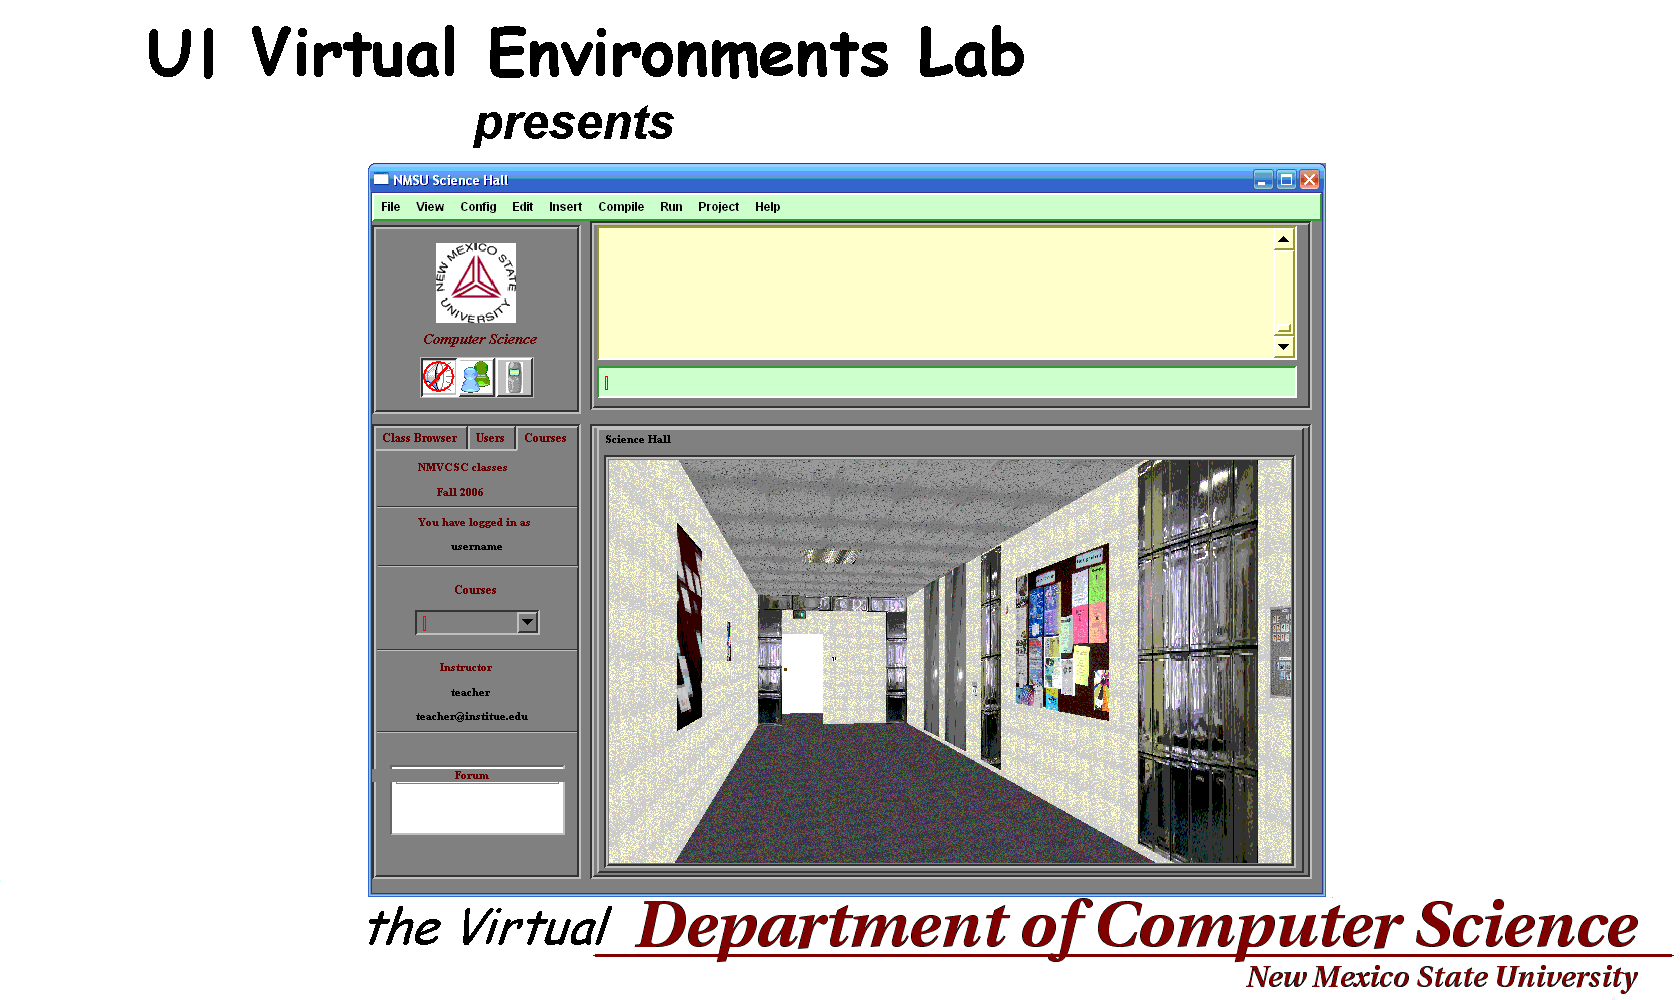 UI Virtual Environments Lab
presents
NMSU Science Hall
File View Config Edit Insert Compile Run Project Help
NEW MEXICO STATE UNIVERSITY
Computer Science
Class Browser Users Courses
NMVCSC classes
Fall 2006
You have logged in as
username
Courses
Instructor
teacher
teacher@institue.edu
Forum
Science Hall
the Virtual Department of Computer Science
New Mexico State University